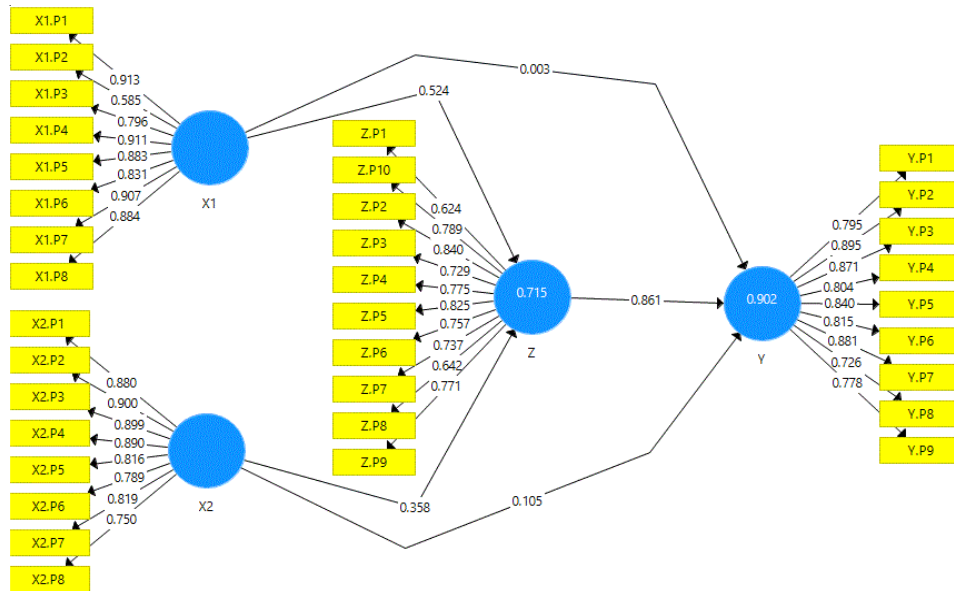 X1.P1
X1.P2
X1.P3
X1.P4
X1.P5
X1.P6
X1.P7
X1.P8
0.913
0.585
0.796
0.911
0.883
0.831
0.907
0.884
X1
0.003
0.524
X2.P1
X2.P2
X2.P3
X2.P4
X2.P5
X2.P6
X2.P7
X2.P8
0.880
0.900
0.899
0.890
0.816
0.789
0.819
0.750
X2
0.358
0.105
Z.P1
Z.P10
Z.P2
Z.P3
Z.P4
Z.P5
Z.P6
Z.P7
Z.P8
Z.P9
0.624
0.789
0.840
0.729
0.775
0.825
0.757
0.737
0.642
0.771
0.715
Z
0.861
0.902
Y
0.795
0.895
0.871
0.804
0.840
0.815
0.881
0.726
0.778
Y.P1
Y.P2
Y.P3
Y.P4
Y.P5
Y.P6
Y.P7
Y.P8
Y.P9